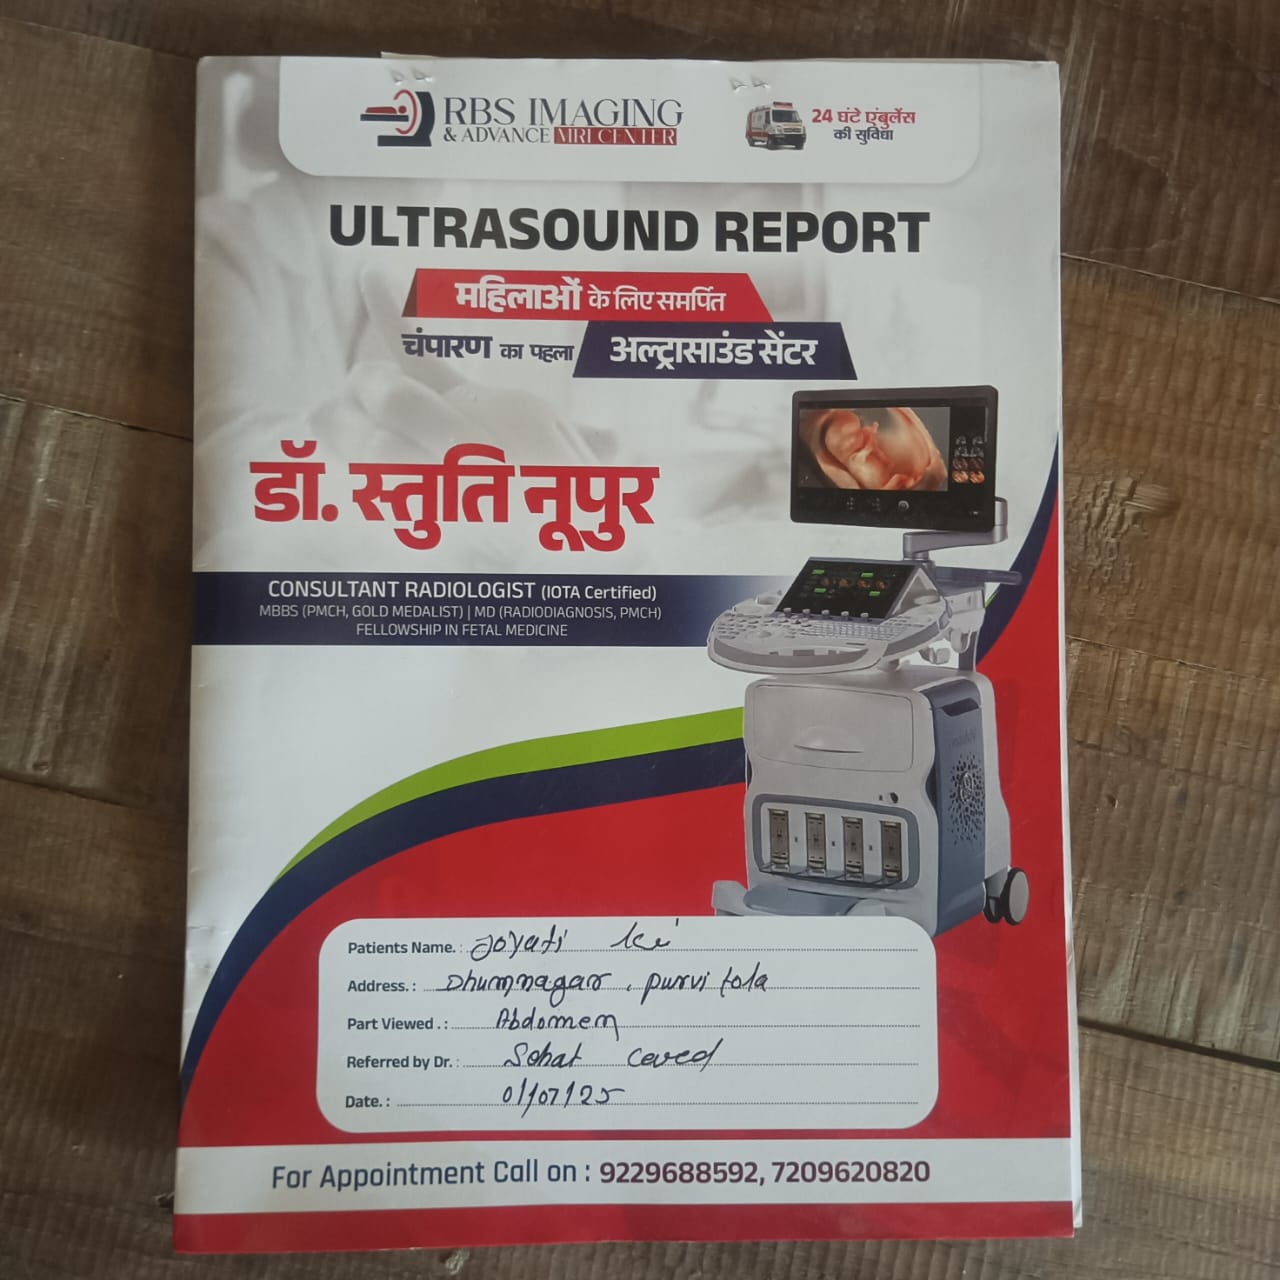 RBS IMAGING
& ADVANCE MRI CENTER
24 घंटे एंबुलेंस
की सुविधा
ULTRASOUND REPORT
महिलाओं के लिए समर्पित
चंपारण का पहला अल्ट्रासाउंड सेंटर
डॉ. स्तुति नूपुर
CONSULTANT RADIOLOGIST (IOTA Certified)
MBBS (PMCH, GOLD MEDALIST) | MD (RADIODIAGNOSIS, PMCH)
FELLOWSHIP IN FETAL MEDICINE
Patients Name. : Joyati
Address. : Dhumnagar, purvi tola
Part Viewed . : Abdomen
Referred by Dr. :
Date. : 01/07/25
For Appointment Call on : 9229688592, 7209620820